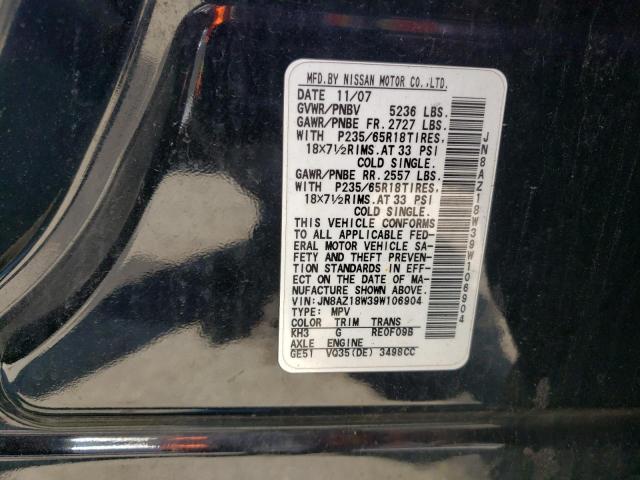 MFD.BY NISSAN MOTOR CO.,LTD.
DATE 11/07
GVWR/PNBV 5236 LBS.
GAWR/PNBE FR. 2727 LBS.
WITH P235/65R18TIRES,
18X7½RIMS.AT 33 PSI
COLD SINGLE.
GAWR/PNBE RR. 2557 LBS.
WITH P235/65R18TIRES,
18X7½RIMS.AT 33 PSI
COLD SINGLE.
THIS VEHICLE CONFORMS
TO ALL APPLICABLE FED-
ERAL MOTOR VEHICLE SA-
FETY AND THEFT PREVEN-
TION STANDARDS IN EFF-
ECT ON THE DATE OF MA-
NUFACTURE SHOWN ABOVE.
VIN:JN8AZ18W39W106904
TYPE: MPV
COLOR TRIM TRANS
KH3 G RE0F09B
AXLE ENGINE
GE51 VQ35(DE) 3498CC
JN8AZ18W39W106904